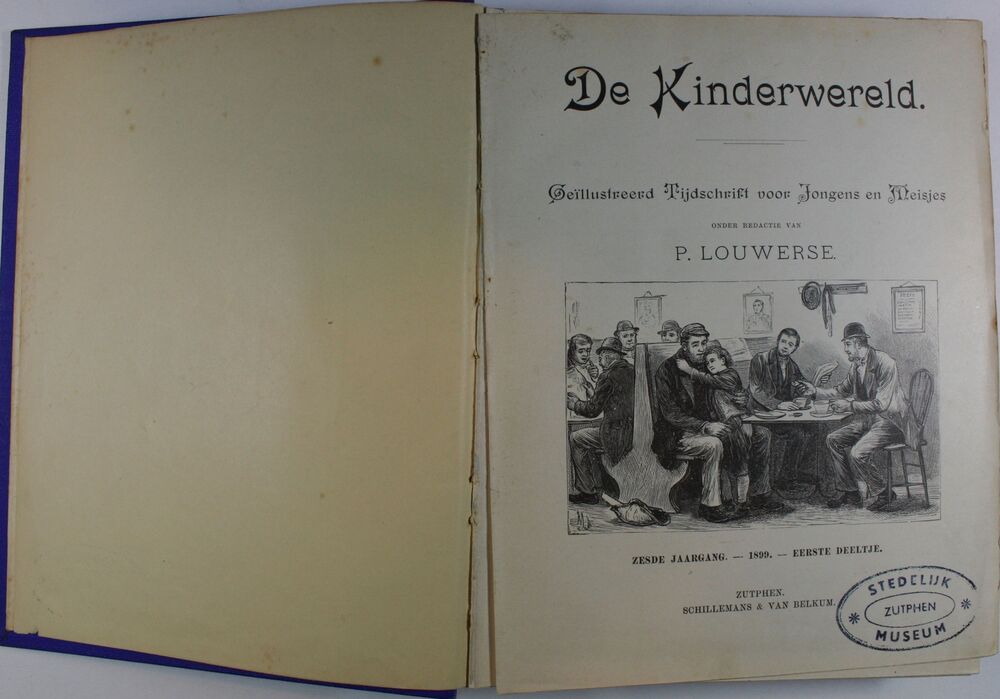 De Kinderwereld.
Geïllustreerd Tijdschrift voor Jongens en Meisjes
ONDER REDACTIE VAN
P. LOUWERSE.
ZESDE JAARGANG. — 1899. — EERSTE DEELTJE.
ZUTPHEN.
SCHILLEMANS & VAN BELKUM.
STEDELIJK
ZUTPHEN
MUSEUM